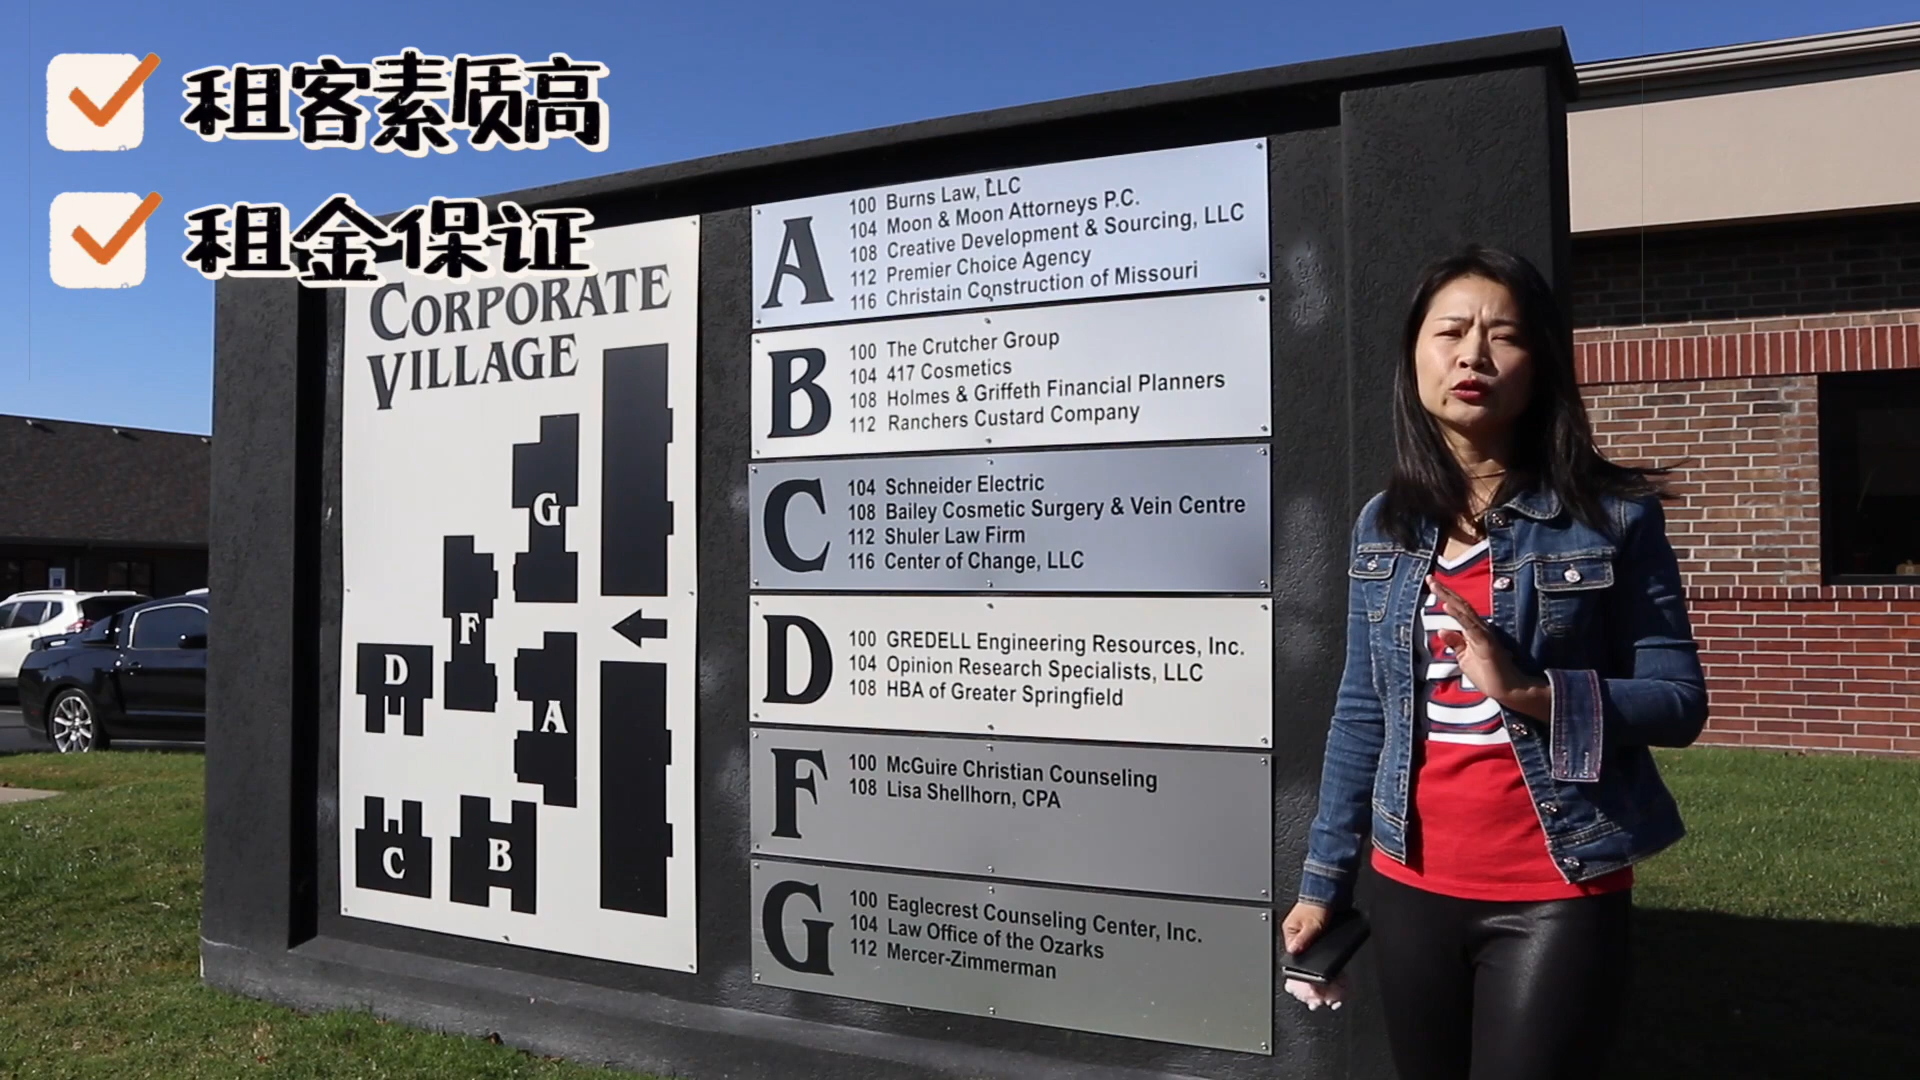 租客素质高
租金保证
CORPORATE
VILLAGE
G
F
D
A
C
B
A
100 Burns Law, LLC
104 Moon & Moon Attorneys P.C.
108 Creative Development & Sourcing, LLC
112 Premier Choice Agency
116 Christain Construction of Missouri
B
100 The Crutcher Group
104 417 Cosmetics
108 Holmes & Griffeth Financial Planners
112 Ranchers Custard Company
C
104 Schneider Electric
108 Bailey Cosmetic Surgery & Vein Centre
112 Shuler Law Firm
116 Center of Change, LLC
D
100 GREDELL Engineering Resources, Inc.
104 Opinion Research Specialists, LLC
108 HBA of Greater Springfield
F
100 McGuire Christian Counseling
108 Lisa Shellhorn, CPA
G
100 Eaglecrest Counseling Center, Inc.
104 Law Office of the Ozarks
112 Mercer-Zimmerman